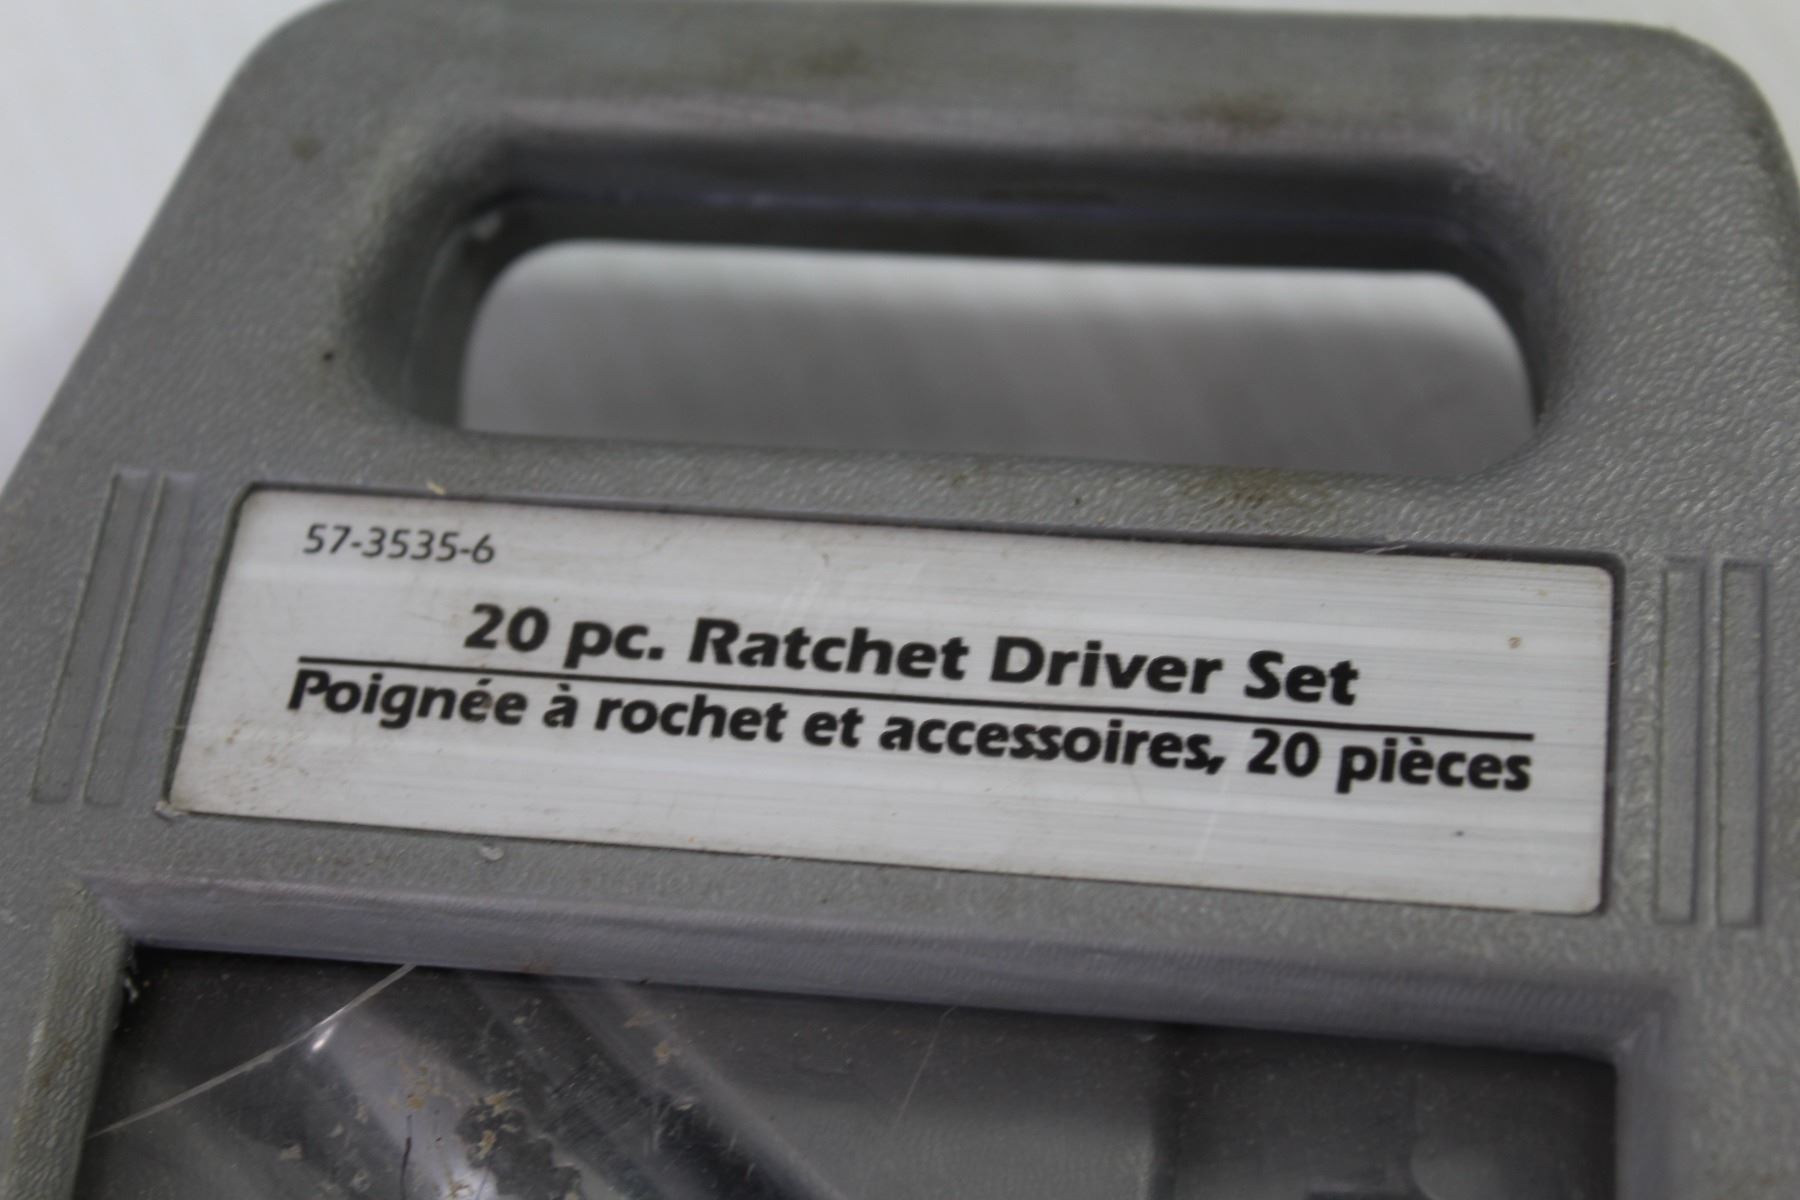 57-3535-6
20 pc. Ratchet Driver Set
Poignée à rochet et accessoires, 20 pièces